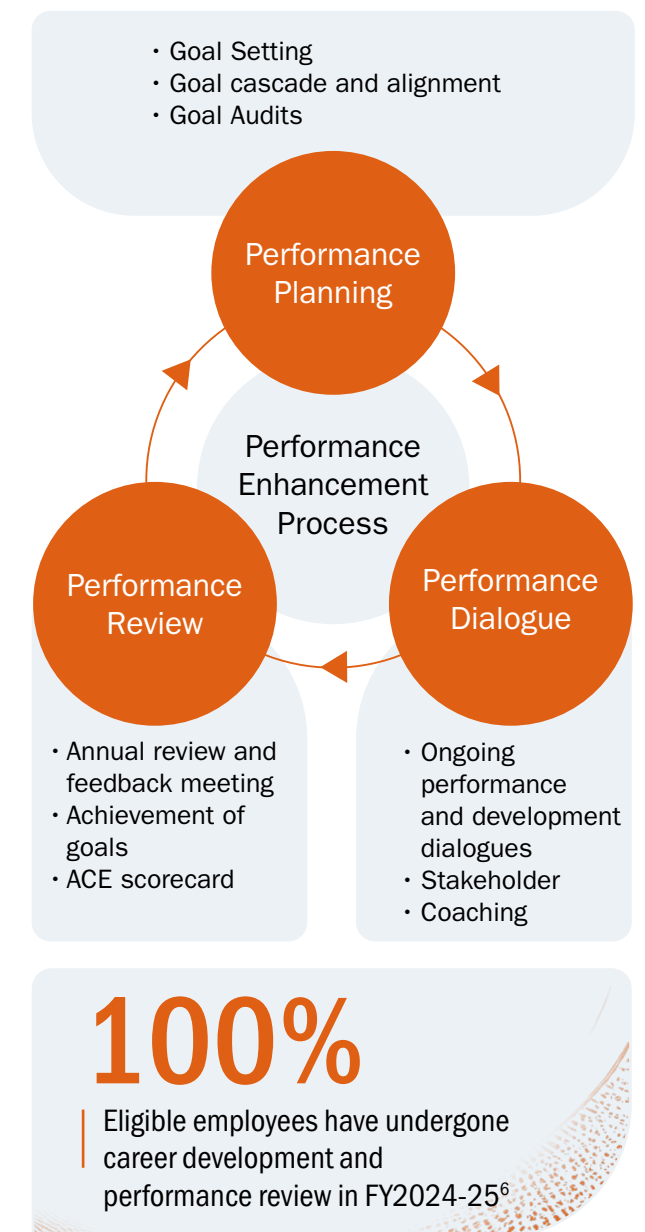 · Goal Setting
· Goal cascade and alignment
· Goal Audits
Performance
Planning
Performance
Enhancement
Process
Performance
Review
Performance
Dialogue
· Annual review and
feedback meeting
· Achievement of
goals
· ACE scorecard
· Ongoing
performance
and development
dialogues
· Stakeholder
· Coaching
100%
Eligible employees have undergone
career development and
performance review in FY2024-25⁶